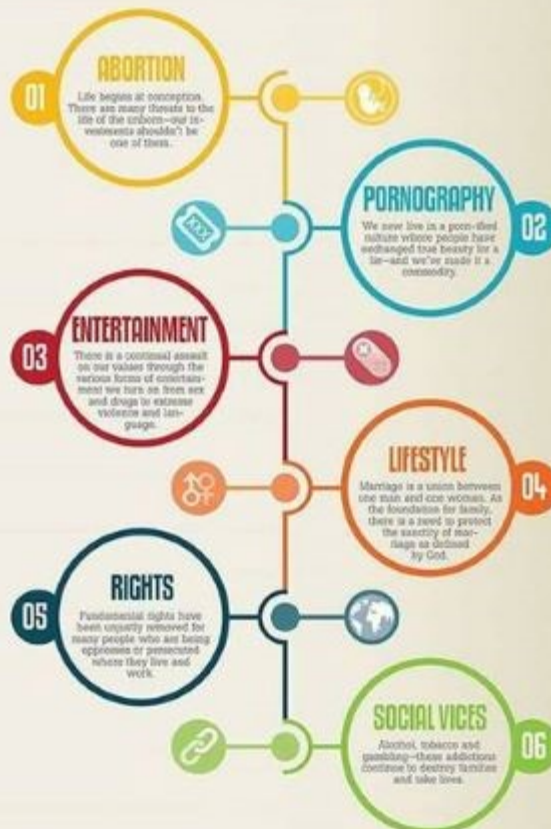 01
ABORTION
Life begins at conception.
There are many threats to the
life of the unborn—our in-
vestments shouldn't be
one of them.
PORNOGRAPHY
02
We now live in a porn-filled
culture where people have
exchanged true beauty for a
lie—and we've made it a
commodity.
XXX
03
ENTERTAINMENT
There is a continual assault
on our values through the
various forms of entertain-
ment we turn on from sex
and drugs to extreme
violence and lan-
guage.
LIFESTYLE
04
Marriage is a union between
one man and one woman. As
the foundation for family,
there is a need to protect
the sanctity of mar-
riage as defined
by God.
05
RIGHTS
Fundamental rights have
been unjustly removed for
many people who are being
oppresses or persecuted
where they live and
work.
SOCIAL VICES
06
Alcohol, tobacco and
gambling—these addictions
continue to destroy families
and take lives.